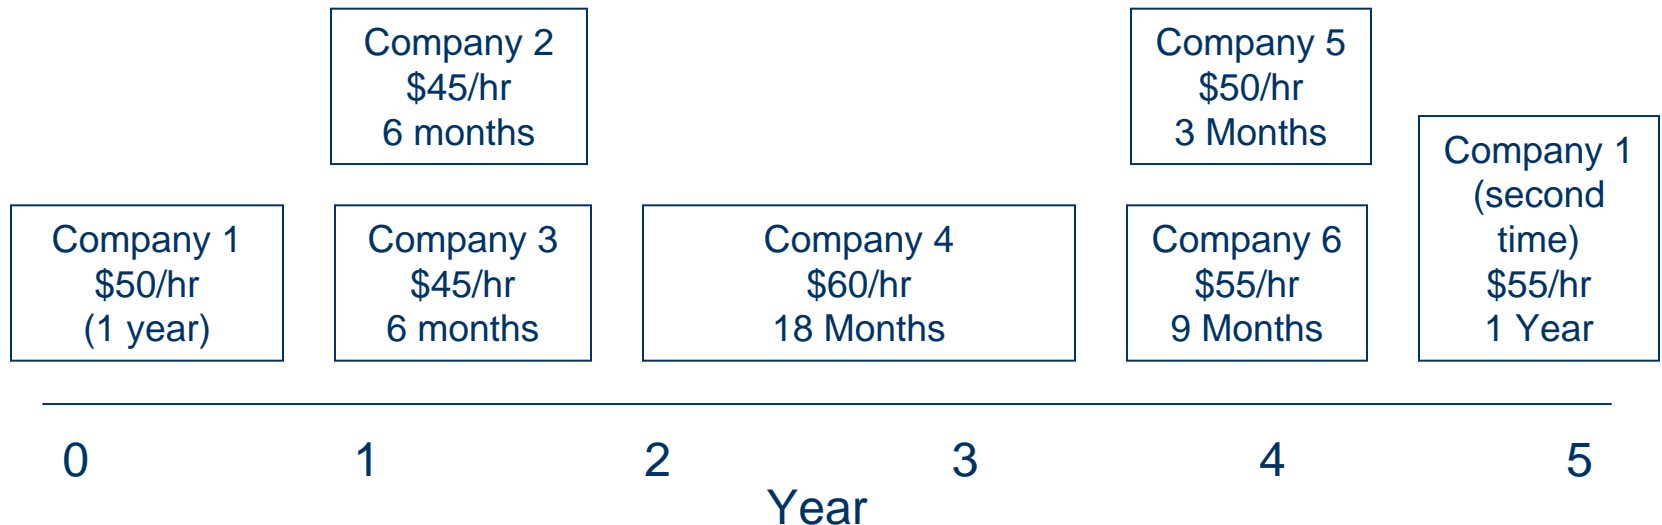 Company 2
$45/hr
6 months
Company 5
$50/hr
3 Months
Company 1
$50/hr
(1 year)
Company 3
$45/hr
6 months
Company 4
$60/hr
18 Months
Company 6
$55/hr
9 Months
Company 1
(second
time)
$55/hr
1 Year
0 1 2 3 4 5
Year